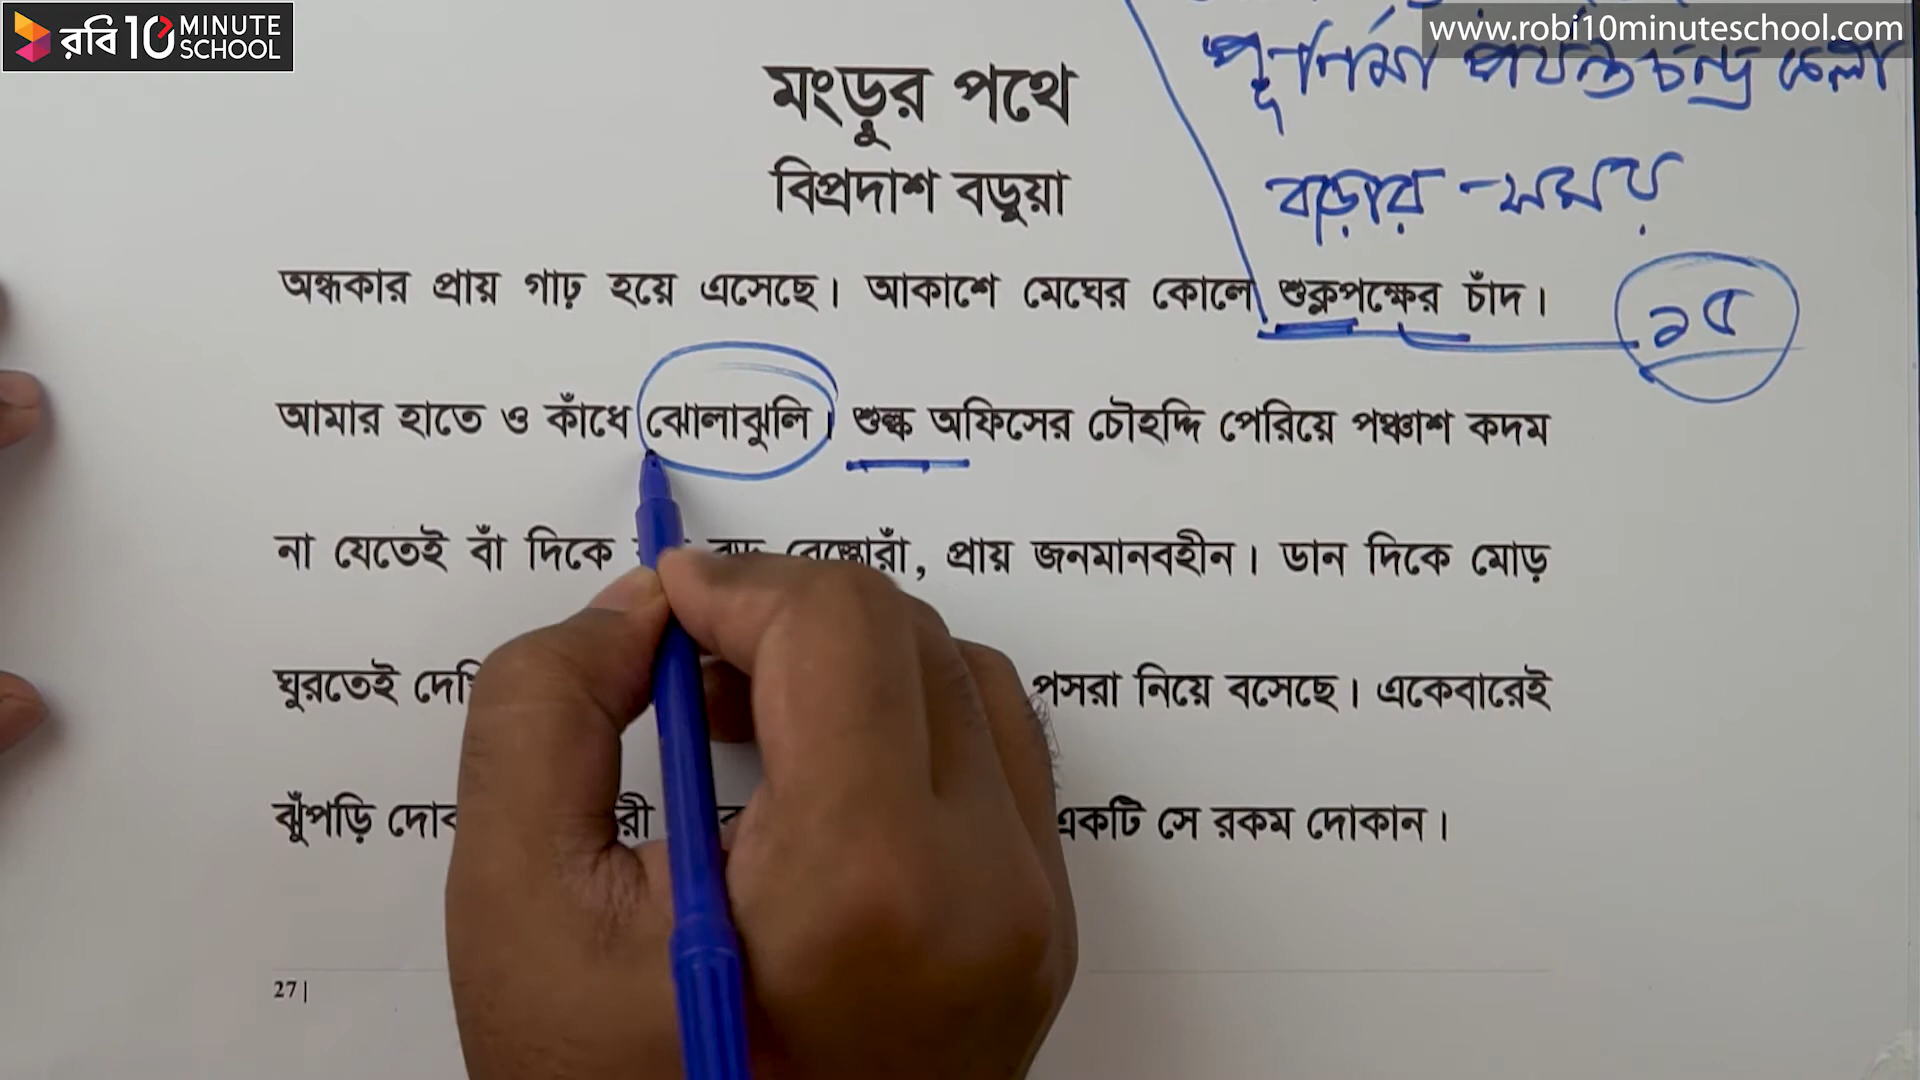 রবি 10 MINUTE SCHOOL
www.robi10minuteschool.com
পূর্ণিমা পর্যন্ত চন্দ্র কলা
বাড়ার -সময়
মংডুর পথে
বিপ্রদাশ বড়ুয়া
অন্ধকার প্রায় গাঢ় হয়ে এসেছে। আকাশে মেঘের কোলে শুক্লপক্ষের চাঁদ।
১৫
আমার হাতে ও কাঁধে ঝোলাঝুলি। শুল্ক অফিসের চৌহদ্দি পেরিয়ে পঞ্চাশ কদম
না যেতেই বাঁ দিকে রেস্তোরাঁ, প্রায় জনমানবহীন। ডান দিকে মোড়
ঘুরতেই পসরা নিয়ে বসেছে। একেবারেই
ঝুঁপড়ি একটি সে রকম দোকান।
27|